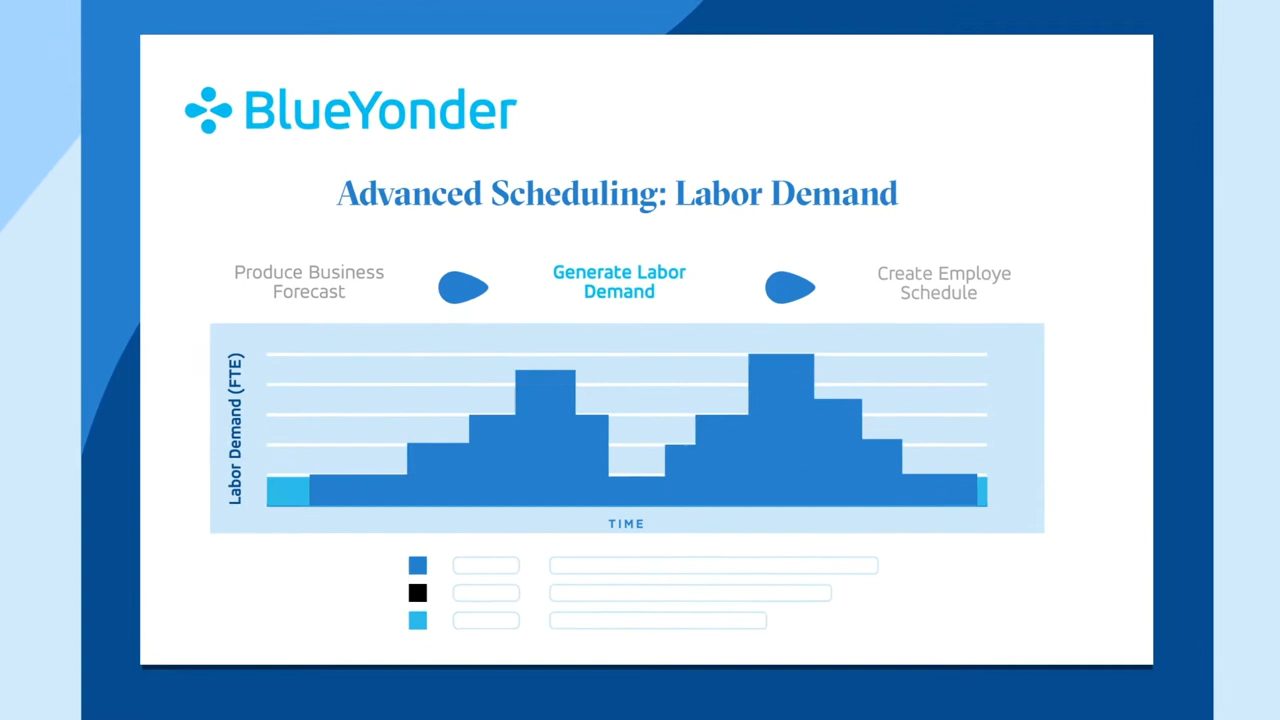 BlueYonder
Advanced Scheduling: Labor Demand
Produce Business
Forecast
Generate Labor
Demand
Create Employe
Schedule
Labor Demand (FTE)
TIME